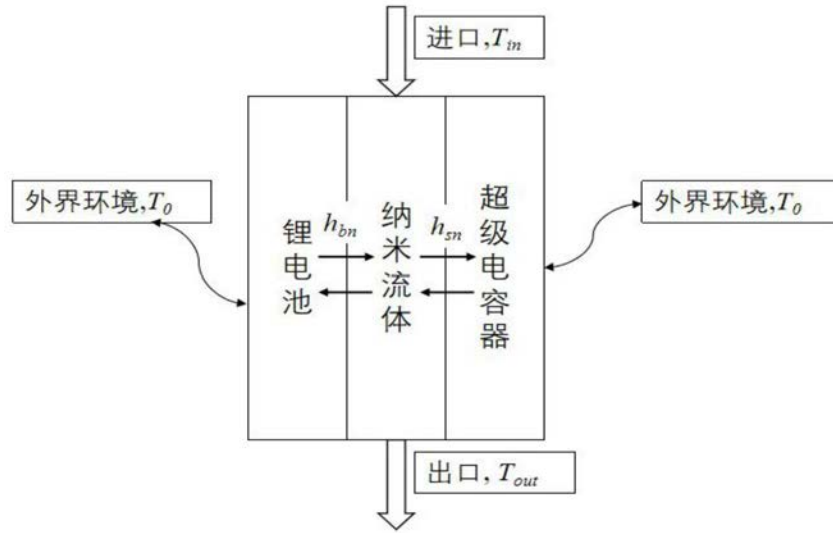 进口,T_in
外界环境,T_0
外界环境,T_0
锂电池
h_bn
纳米流体
h_sn
超级电容器
出口, T_out